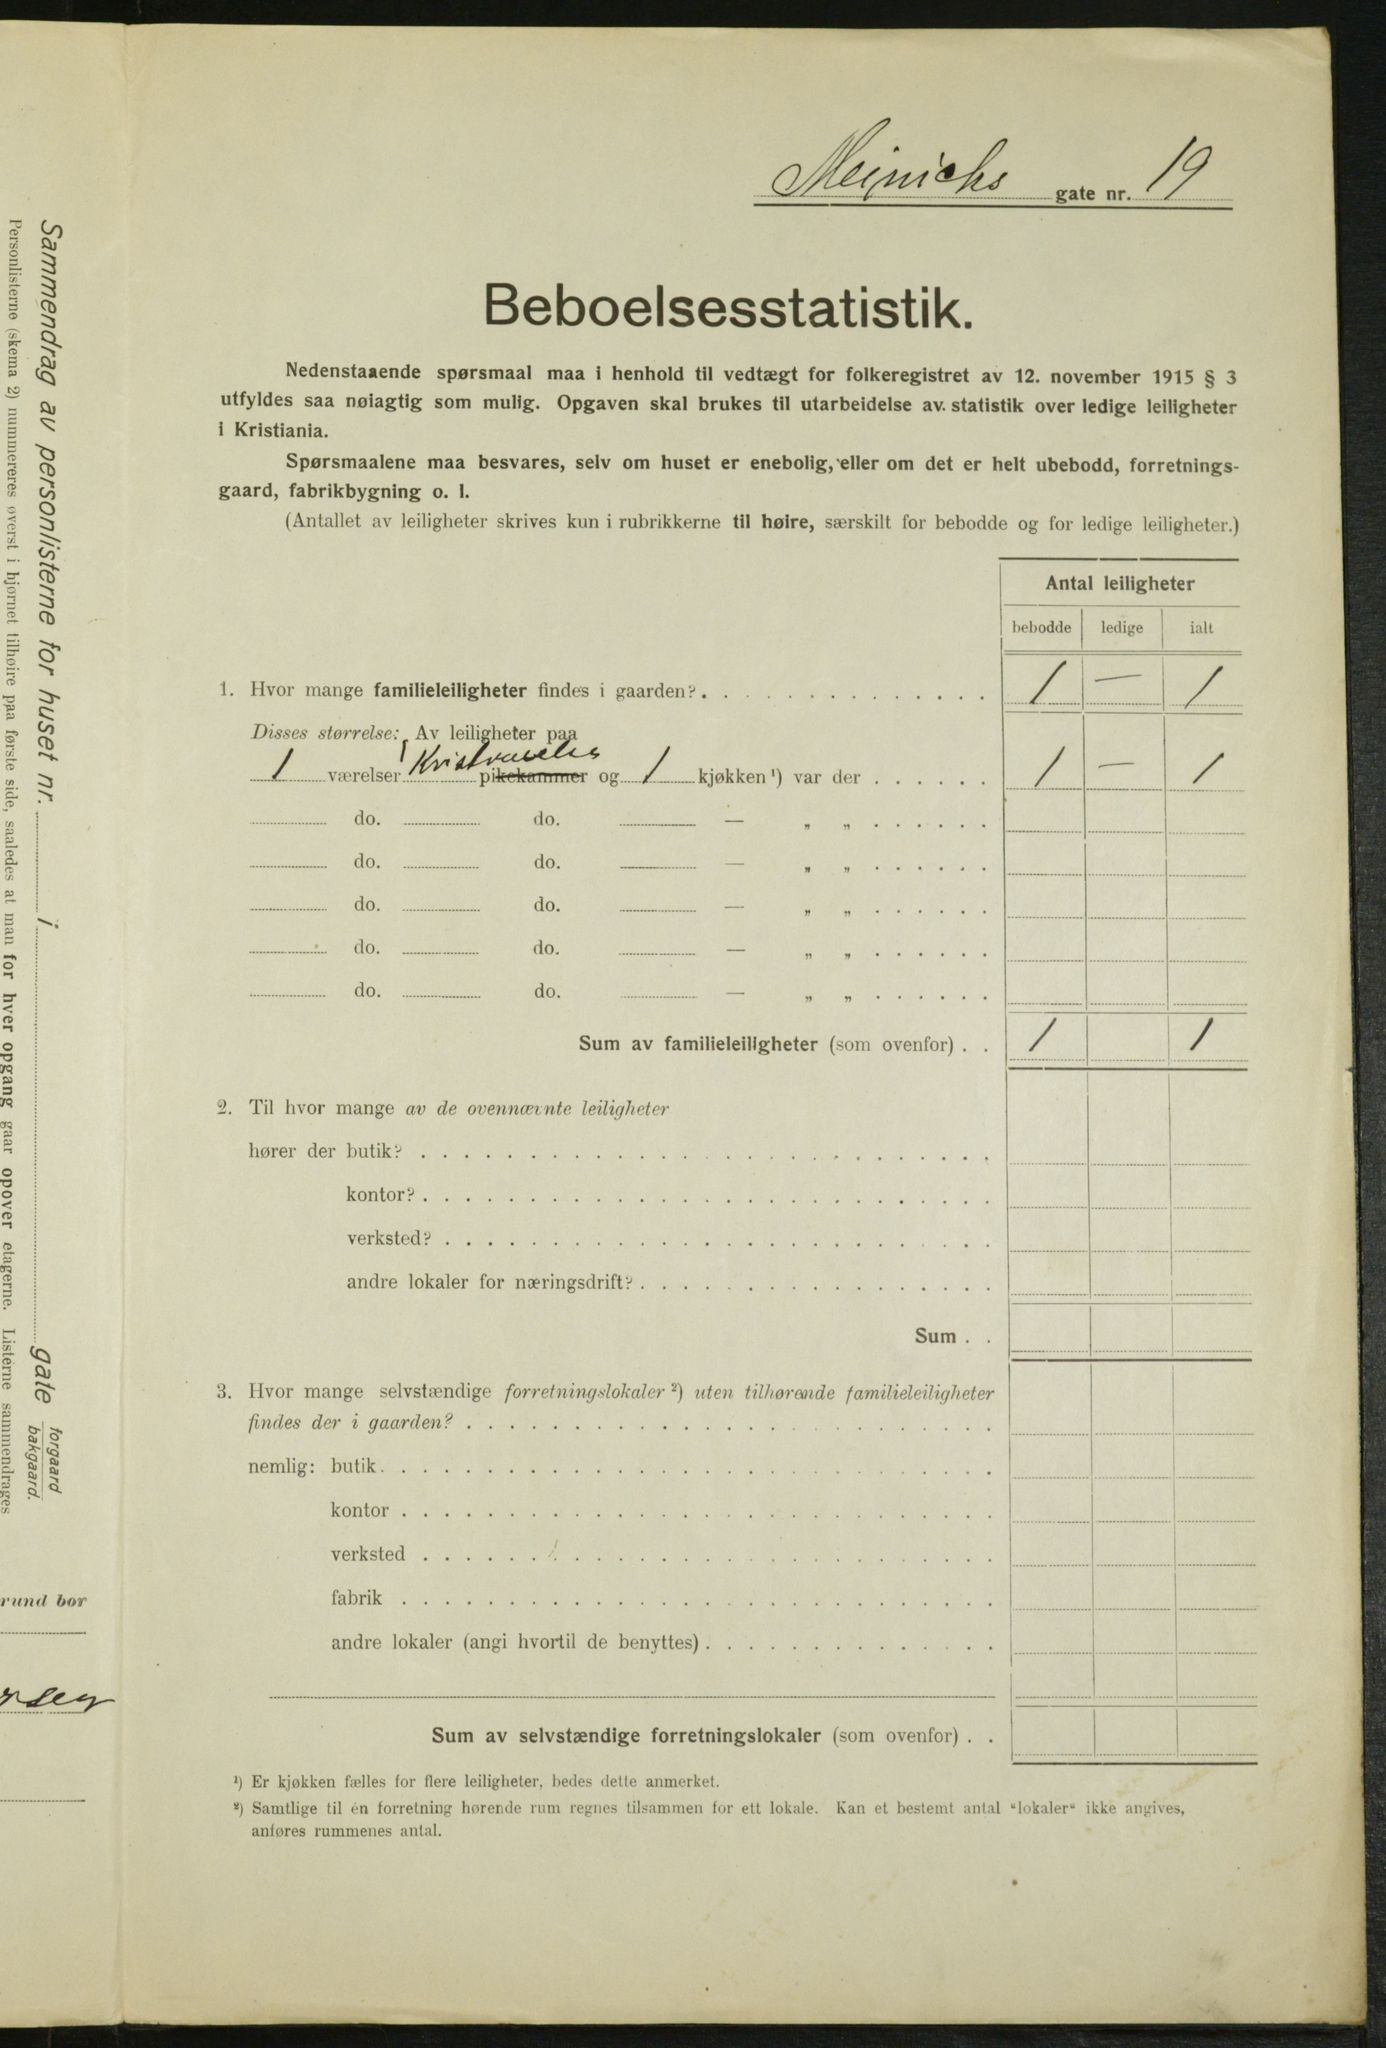 Meinichs gate nr. 19
Beboelsesstatistik.
Nedenstaaende spørsmaal maa i henhold til vedtægt for folkeregistret av 12. november 1915 § 3
utfyldes saa nøiagtig som mulig. Opgaven skal brukes til utarbeidelse av statistik over ledige leiligheter
i Kristiania.
Spørsmaalene maa besvares, selv om huset er enebolig, eller om det er helt ubebodd, forretnings-
gaard, fabrikbygning o. l.
(Antallet av leiligheter skrives kun i rubrikkerne til høire, særskilt for bebodde og for ledige leiligheter.)
Antal leiligheter
bebodde ledige ialt
1. Hvor mange familieleiligheter findes i gaarden? 1 — 1
Disses størrelse: Av leiligheter paa
1 værelser 1 pikekammer og 1 kjøkken ¹) var der 1 — 1
do. do. — „ „
do. do. — „ „
do. do. — „ „
do. do. — „ „
do. do. — „ „
Sum av familieleiligheter (som ovenfor) 1 1
2. Til hvor mange av de ovennævnte leiligheter
hører der butik?
kontor?
verksted?
andre lokaler for næringsdrift?
Sum
3. Hvor mange selvstændige forretningslokaler ²) uten tilhørende familieleiligheter
findes der i gaarden?
nemlig: butik
kontor
verksted
fabrik
andre lokaler (angi hvortil de benyttes)
Sum av selvstændige forretningslokaler (som ovenfor)
¹) Er kjøkken fælles for flere leiligheter, bedes dette anmerket.
²) Samtlige til én forretning hørende rum regnes tilsammen for ett lokale. Kan et bestemt antal "lokaler" ikke angives,
anføres rummenes antal.
Sammendrag av personlisterne for huset nr. i gate forgaard bakgaard.
Personlisterne (skema 2) nummereres øverst i hjørnet tilhøire paa første side, saaledes at man for hver opgang gaar opover etagerne. Listerne sammendrages
rund bor
rsen